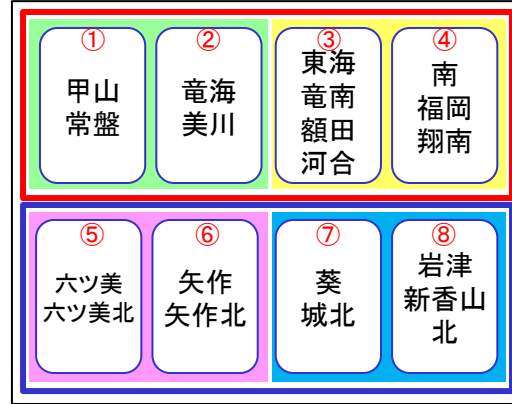 ①
甲山
常盤
②
竜海
美川
③
東海
竜南
額田
河合
④
南
福岡
翔南
⑤
六ツ美
六ツ美北
⑥
矢作
矢作北
⑦
葵
城北
⑧
岩津
新香山
北